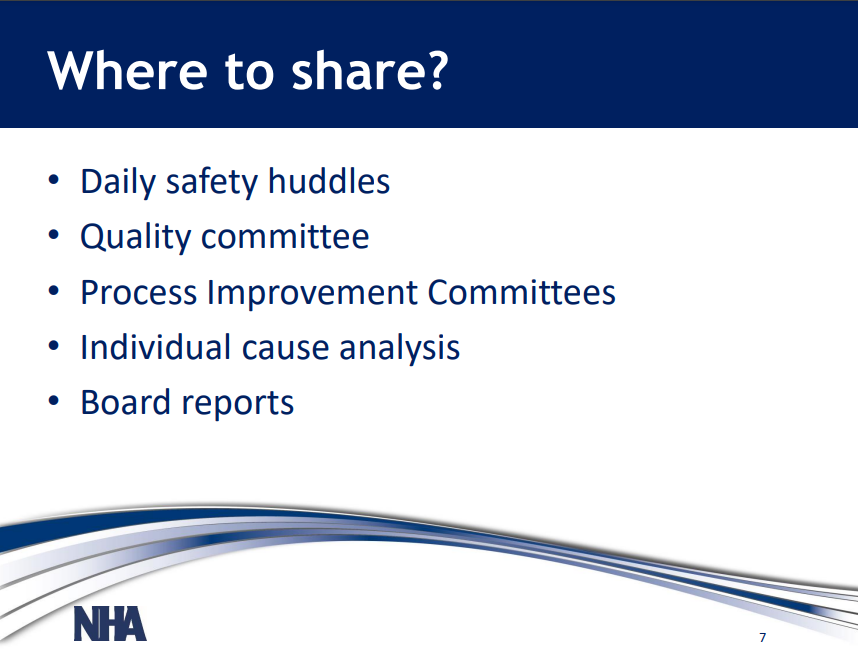 Where to share?
• Daily safety huddles
• Quality committee
• Process Improvement Committees
• Individual cause analysis
• Board reports
NHA
7